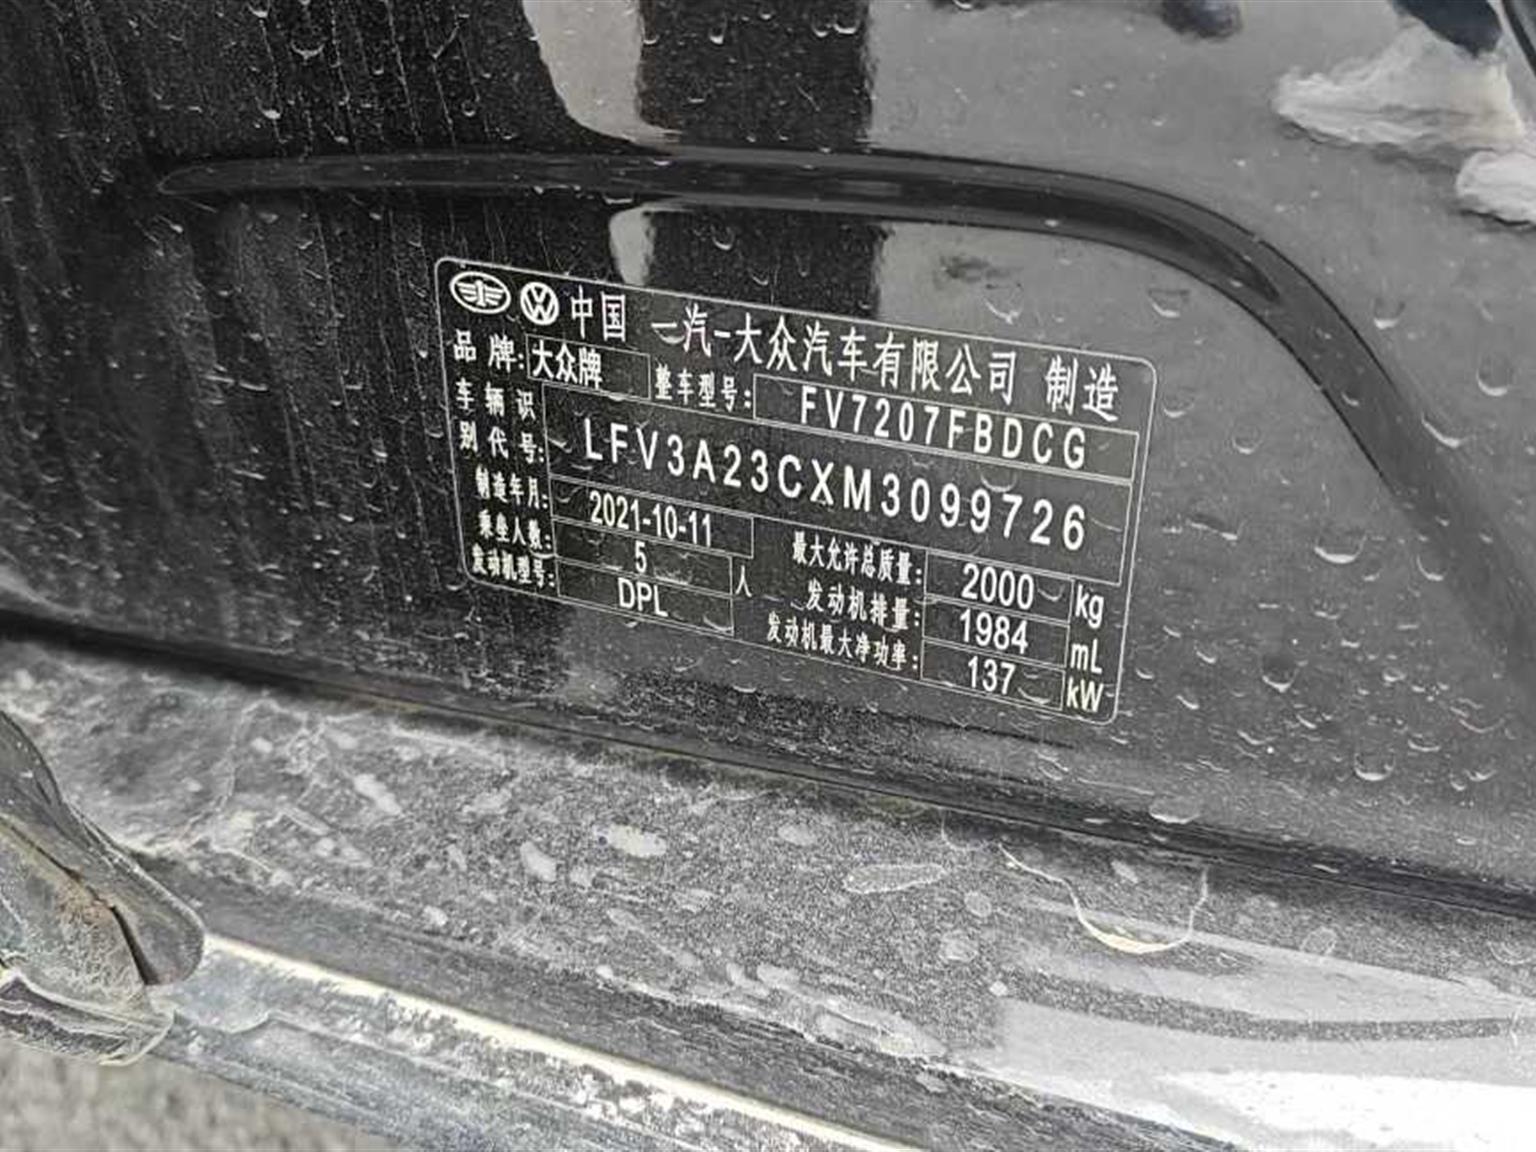 中国 一汽-大众汽车有限公司 制造
品牌: 大众牌 整车型号: FV7207FBDCG
车辆识别代号: LFV3A23CXM3099726
制造年月: 2021-10-11 最大允许总质量: 2000 kg
乘坐人数: 5 人 发动机排量: 1984 mL
发动机型号: DPL 发动机最大净功率: 137 kW